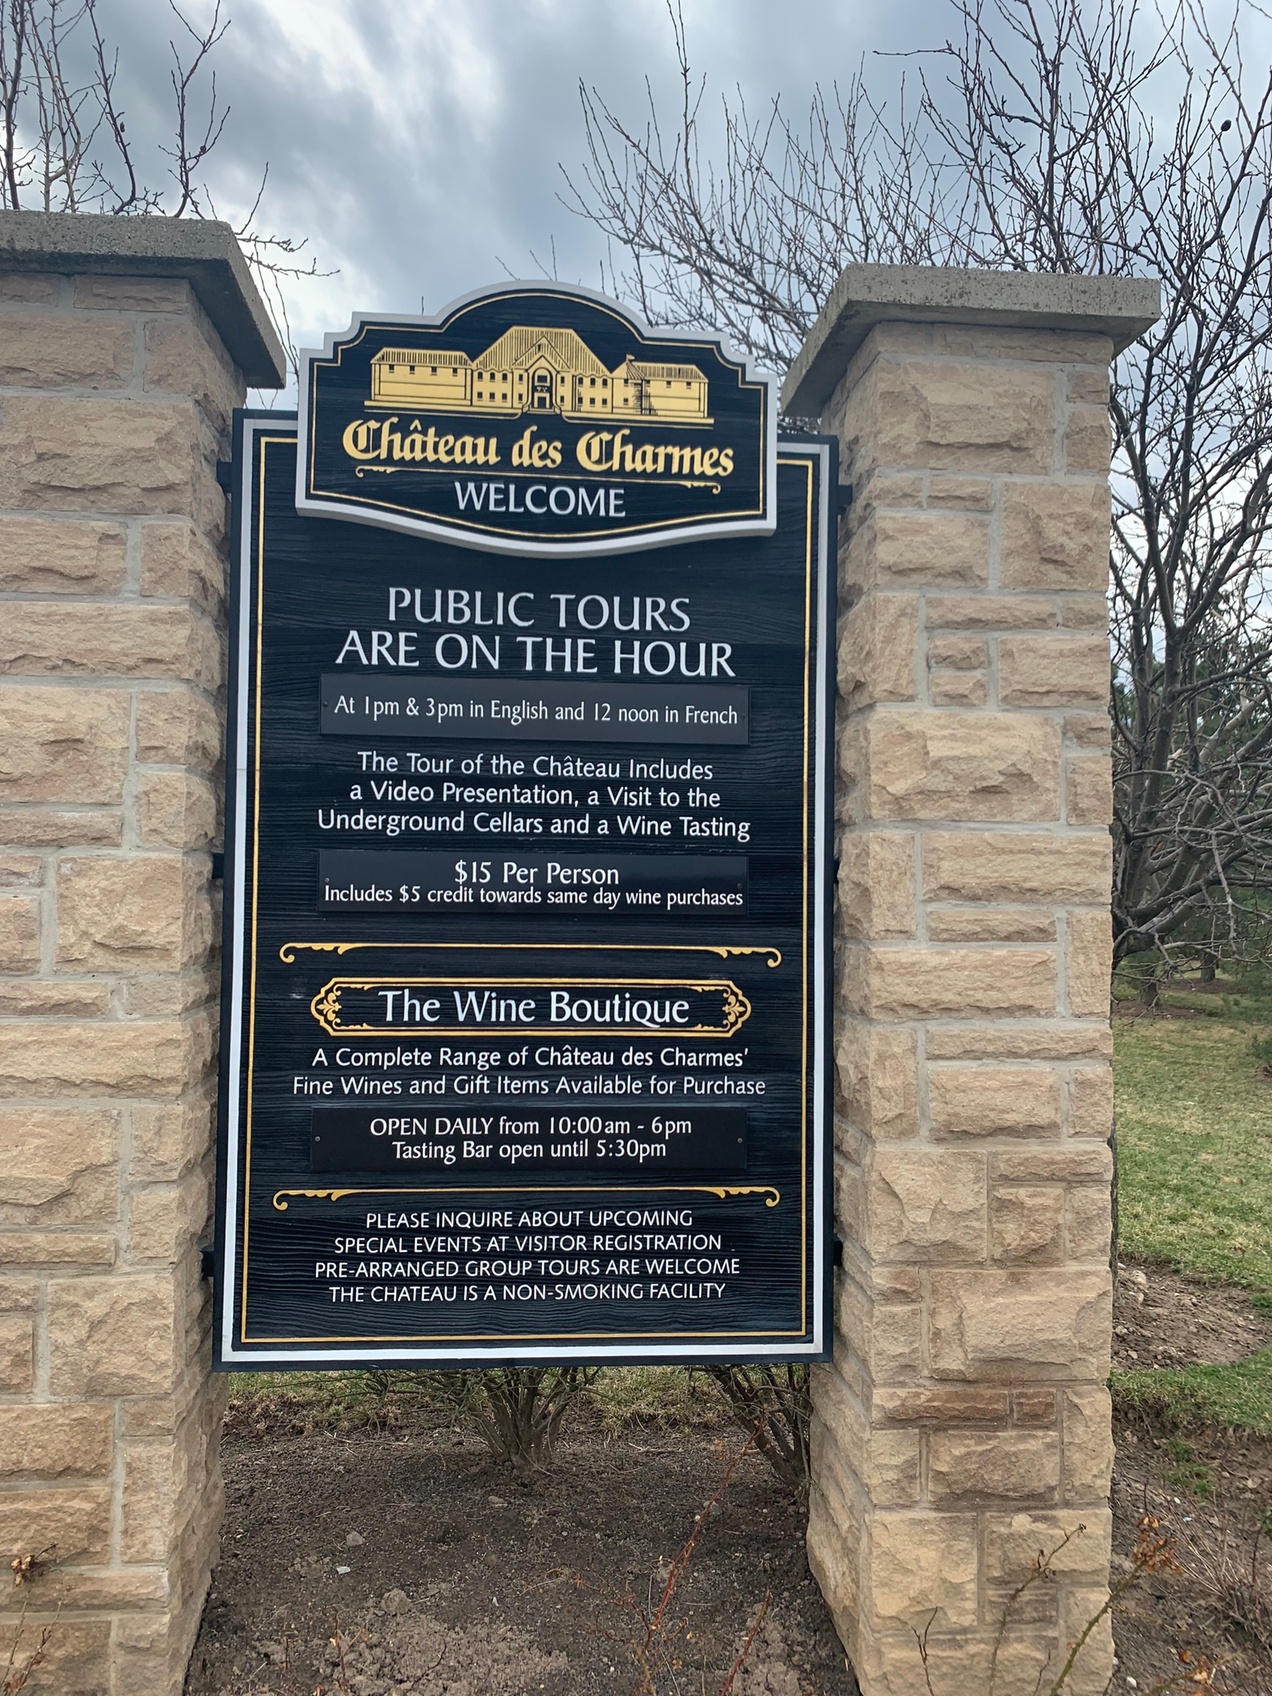 Château des Charmes
WELCOME
PUBLIC TOURS
ARE ON THE HOUR
At 1pm & 3pm in English and 12 noon in French
The Tour of the Château Includes
a Video Presentation, a Visit to the
Underground Cellars and a Wine Tasting
$15 Per Person
Includes $5 credit towards same day wine purchases
The Wine Boutique
A Complete Range of Château des Charmes'
Fine Wines and Gift Items Available for Purchase
OPEN DAILY from 10:00am - 6pm
Tasting Bar open until 5:30pm
PLEASE INQUIRE ABOUT UPCOMING
SPECIAL EVENTS AT VISITOR REGISTRATION
PRE-ARRANGED GROUP TOURS ARE WELCOME
THE CHATEAU IS A NON-SMOKING FACILITY